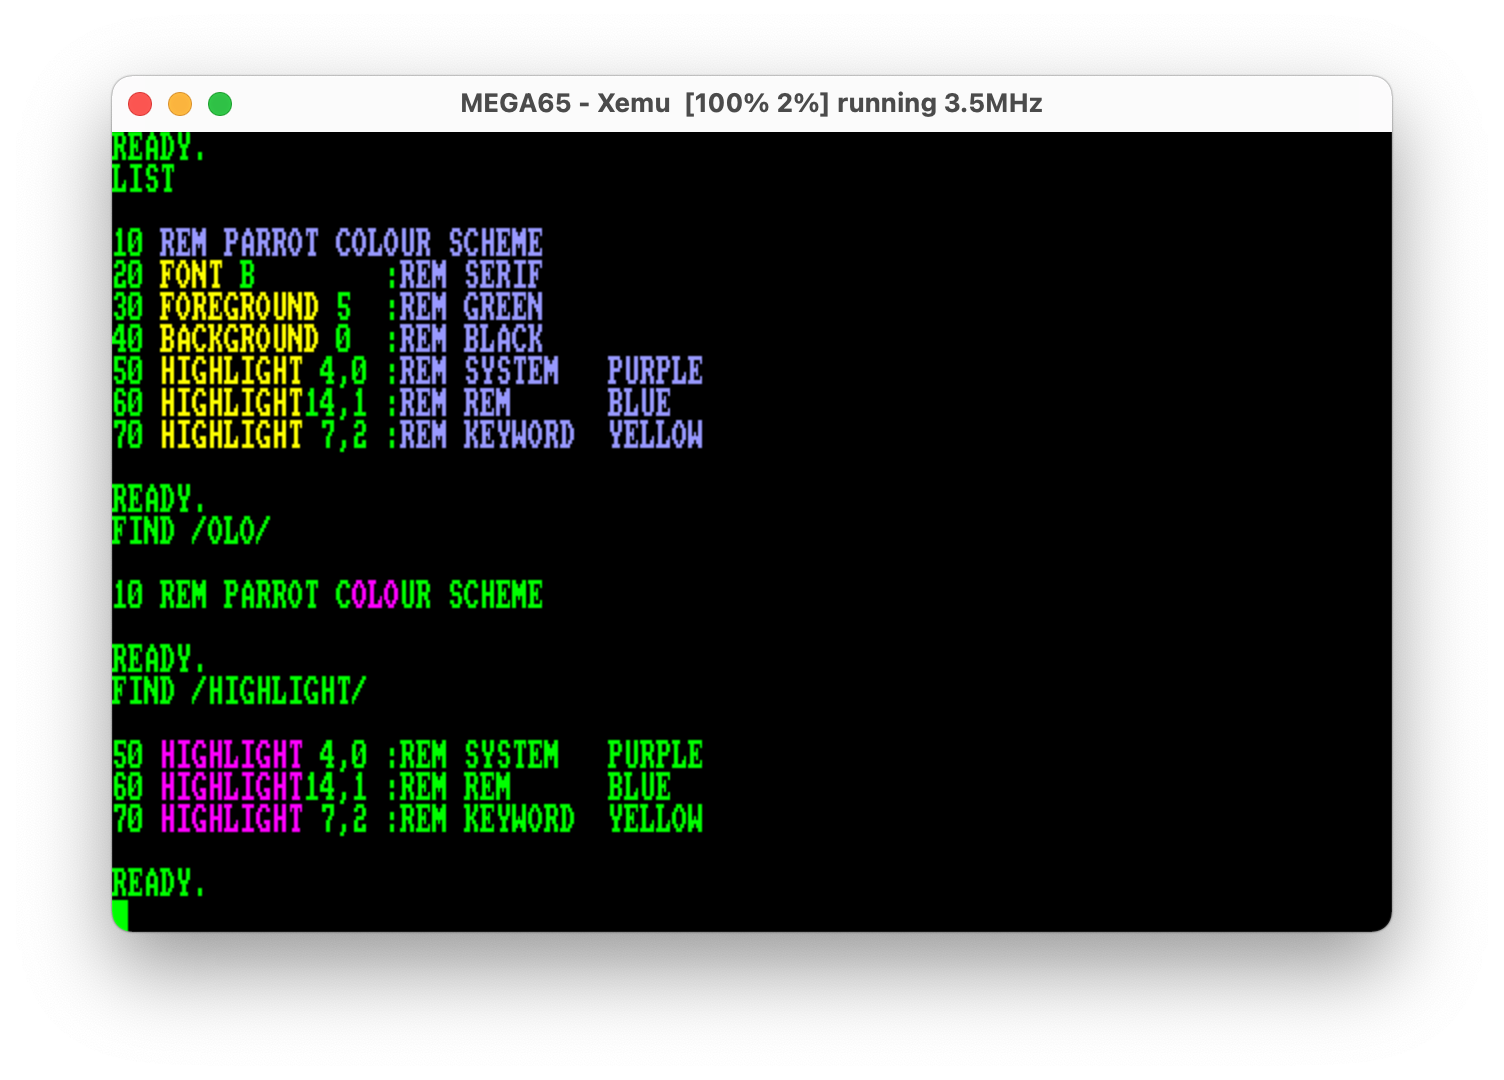 MEGA65 - Xemu  [100% 2%] running 3.5MHz
READY.
LIST
10 REM PARROT COLOUR SCHEME
20 FONT B        :REM SERIF
30 FOREGROUND 5  :REM GREEN
40 BACKGROUND 0  :REM BLACK
50 HIGHLIGHT 4,0 :REM SYSTEM   PURPLE
60 HIGHLIGHT14,1 :REM REM      BLUE
70 HIGHLIGHT 7,2 :REM KEYWORD  YELLOW
READY.
FIND /OLO/
10 REM PARROT COLOUR SCHEME
READY.
FIND /HIGHLIGHT/
50 HIGHLIGHT 4,0 :REM SYSTEM   PURPLE
60 HIGHLIGHT14,1 :REM REM      BLUE
70 HIGHLIGHT 7,2 :REM KEYWORD  YELLOW
READY.